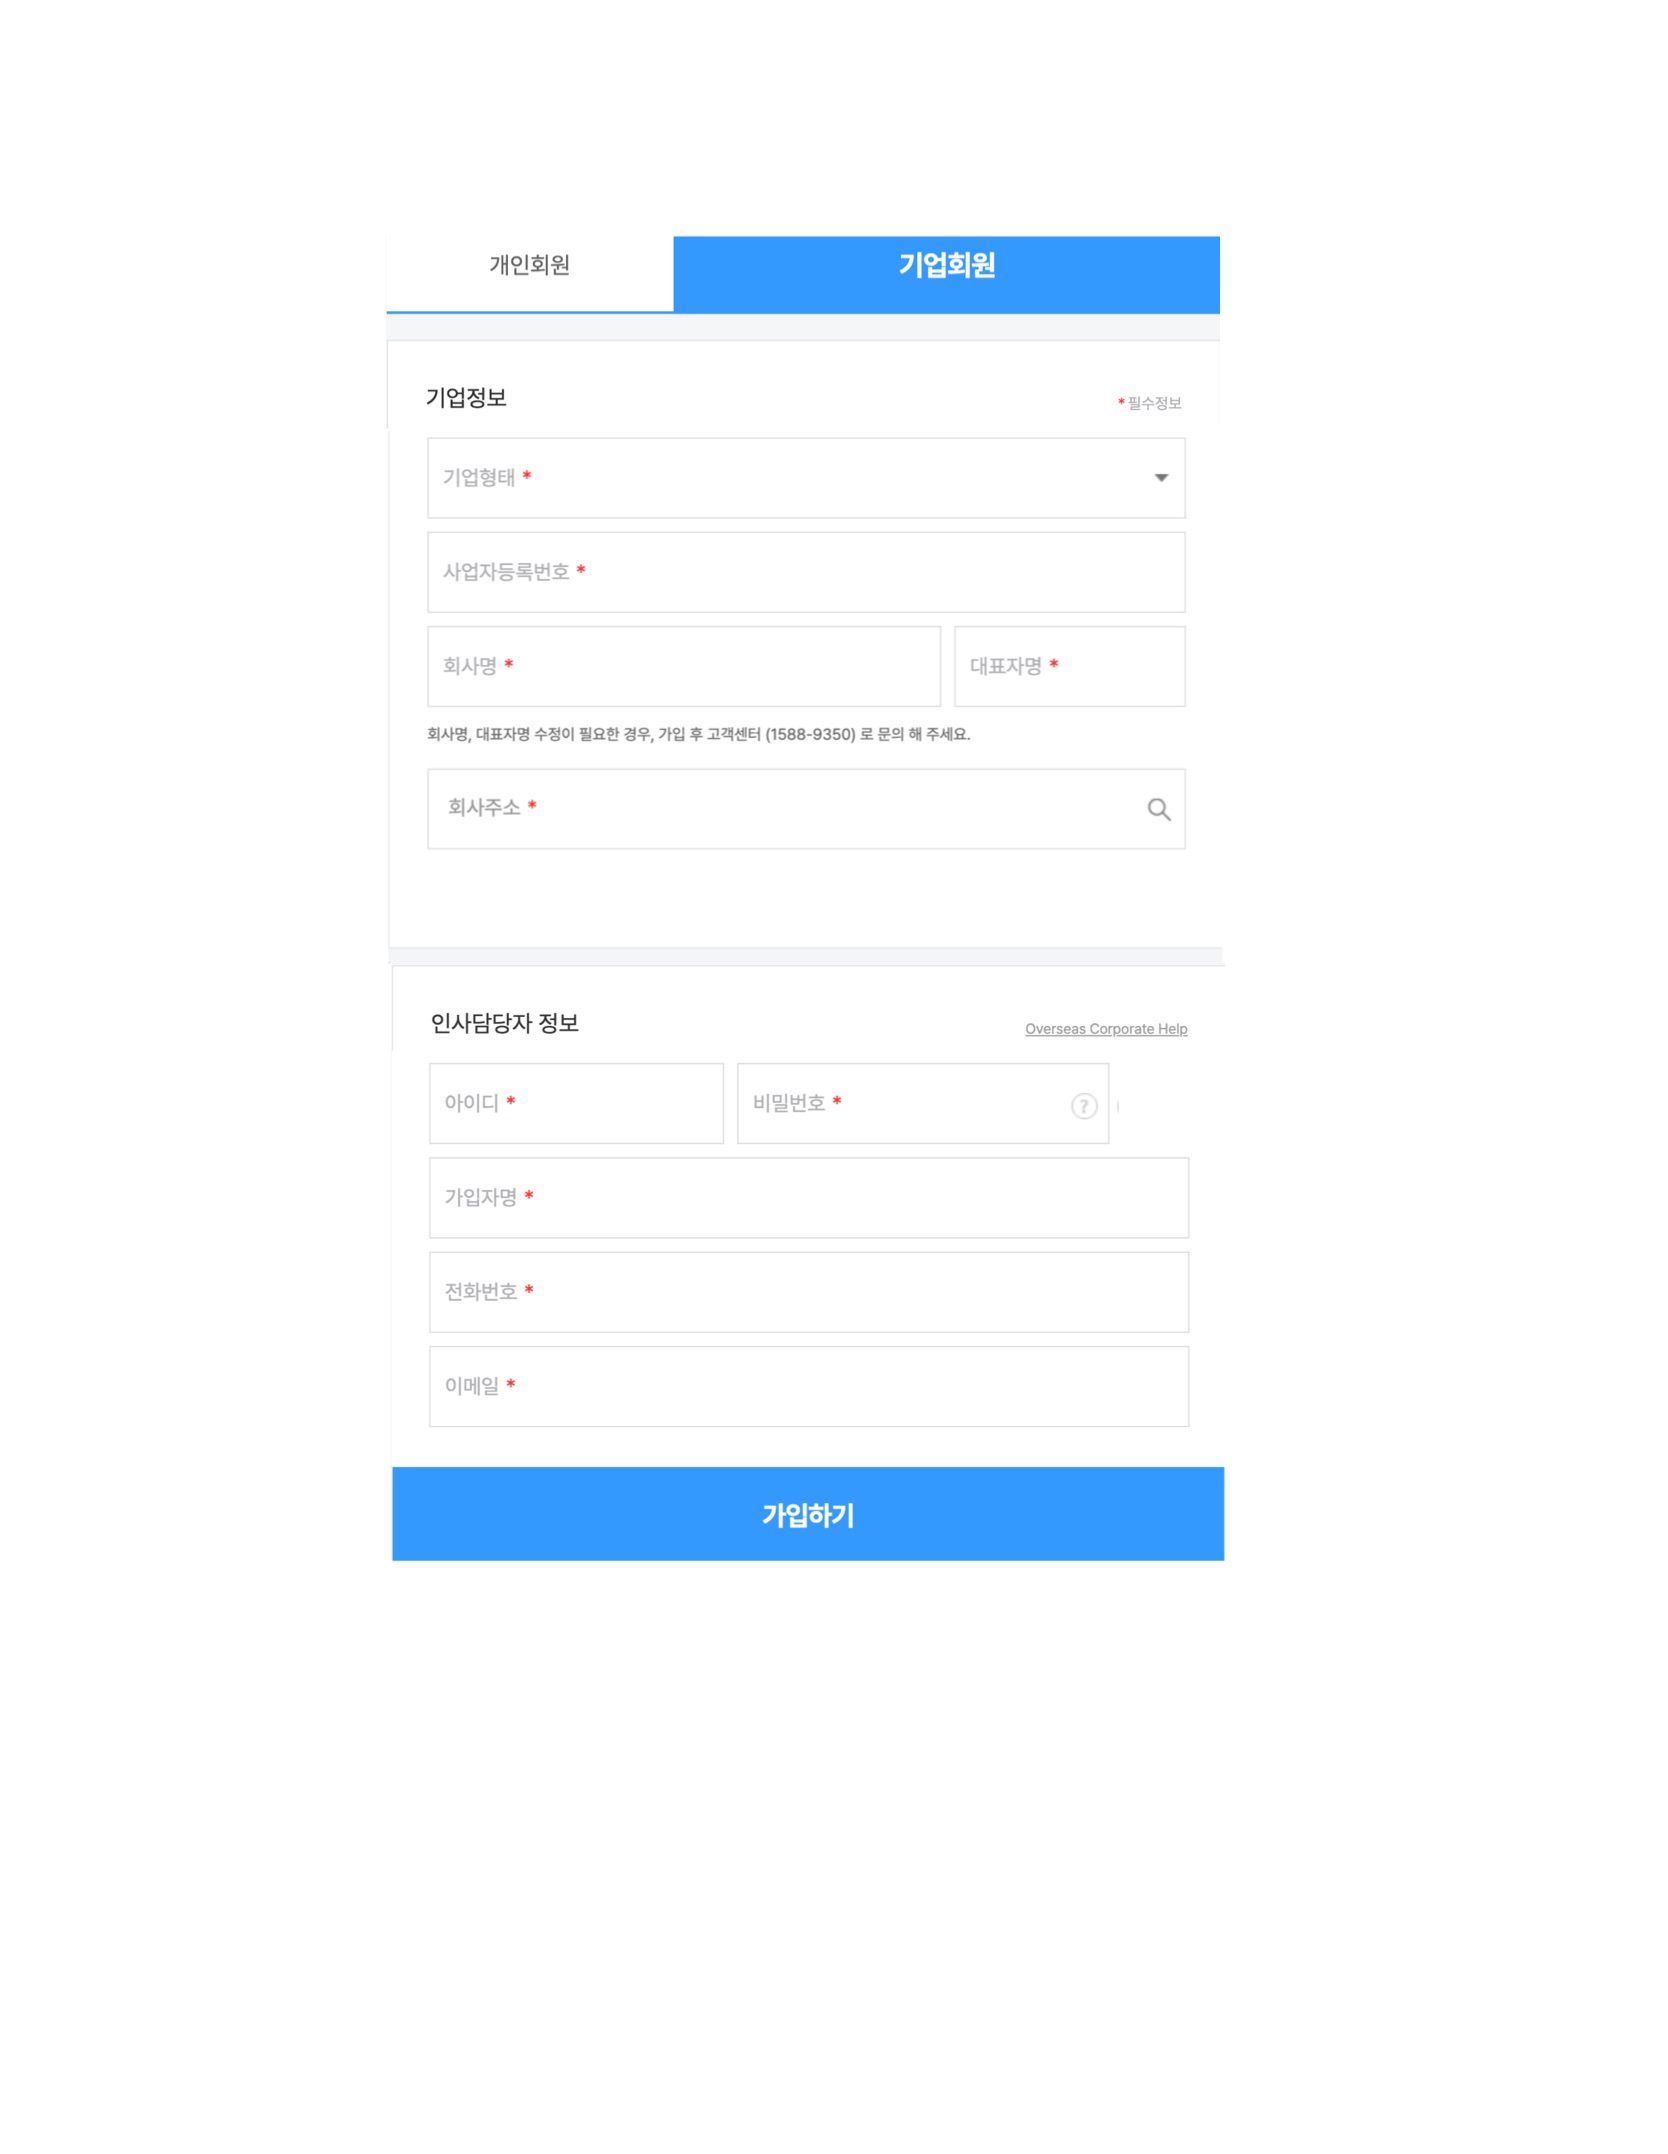 개인회원 기업회원
기업정보 * 필수정보
기업형태 *
사업자등록번호 *
회사명 * 대표자명 *
회사명, 대표자명 수정이 필요한 경우, 가입 후 고객센터 (1588-9350) 로 문의 해 주세요.
회사주소 *
인사담당자 정보 Overseas Corporate Help
아이디 * 비밀번호 * ?
가입자명 *
전화번호 *
이메일 *
가입하기